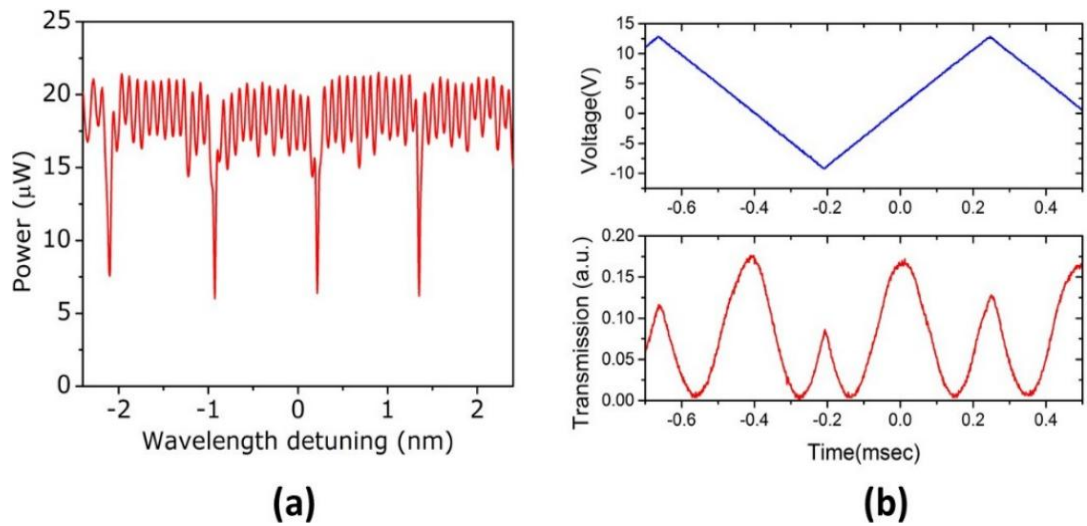 25
20
15
10
5
0
Power (μW)
-2 -1 0 1 2
Wavelength detuning (nm)
(a)
15
10
5
0
-5
-10
Voltage(V)
-0.6 -0.4 -0.2 0.0 0.2 0.4
0.20
0.15
0.10
0.05
0.00
Transmission (a.u.)
-0.6 -0.4 -0.2 0.0 0.2 0.4
Time(msec)
(b)